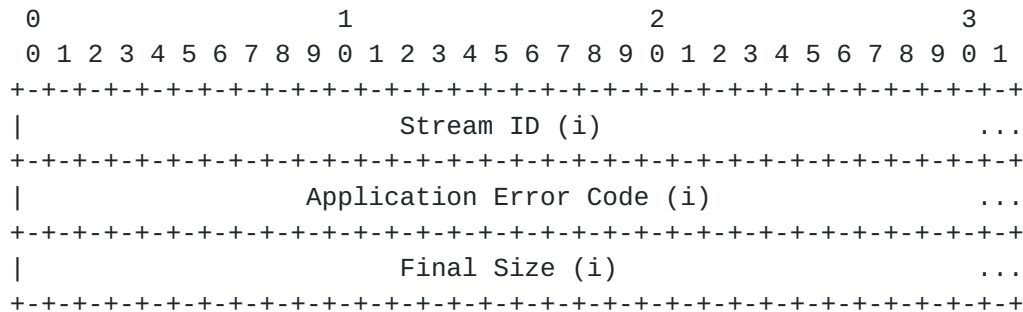 0                   1                   2                   3
 0 1 2 3 4 5 6 7 8 9 0 1 2 3 4 5 6 7 8 9 0 1 2 3 4 5 6 7 8 9 0 1
+-+-+-+-+-+-+-+-+-+-+-+-+-+-+-+-+-+-+-+-+-+-+-+-+-+-+-+-+-+-+-+-+
|                        Stream ID (i)                        ...
+-+-+-+-+-+-+-+-+-+-+-+-+-+-+-+-+-+-+-+-+-+-+-+-+-+-+-+-+-+-+-+-+
|                  Application Error Code (i)                 ...
+-+-+-+-+-+-+-+-+-+-+-+-+-+-+-+-+-+-+-+-+-+-+-+-+-+-+-+-+-+-+-+-+
|                        Final Size (i)                       ...
+-+-+-+-+-+-+-+-+-+-+-+-+-+-+-+-+-+-+-+-+-+-+-+-+-+-+-+-+-+-+-+-+